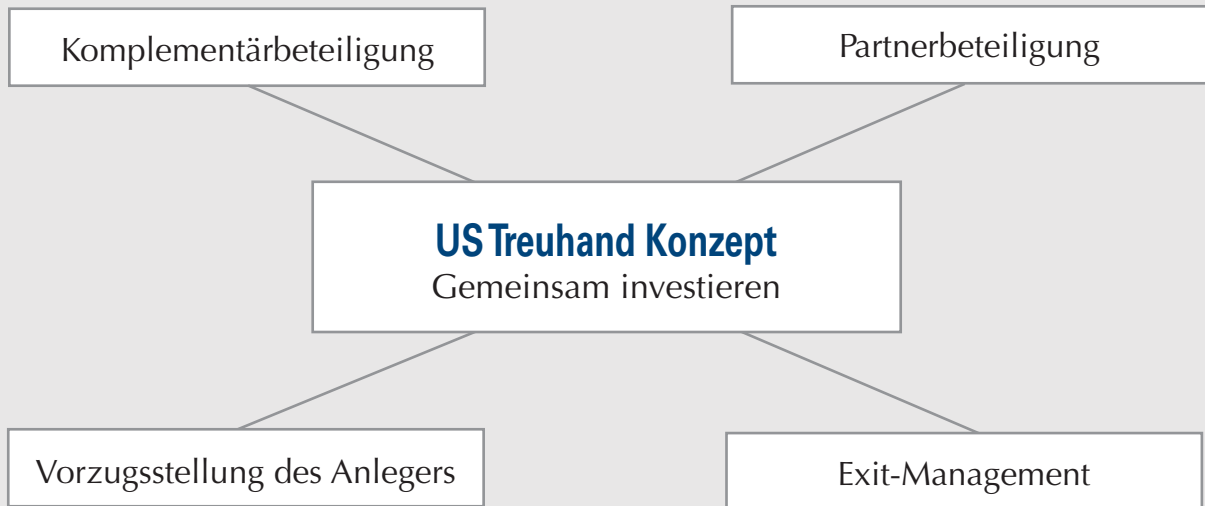 Komplementärbeteiligung
Partnerbeteiligung
US Treuhand Konzept
Gemeinsam investieren
Vorzugsstellung des Anlegers
Exit-Management